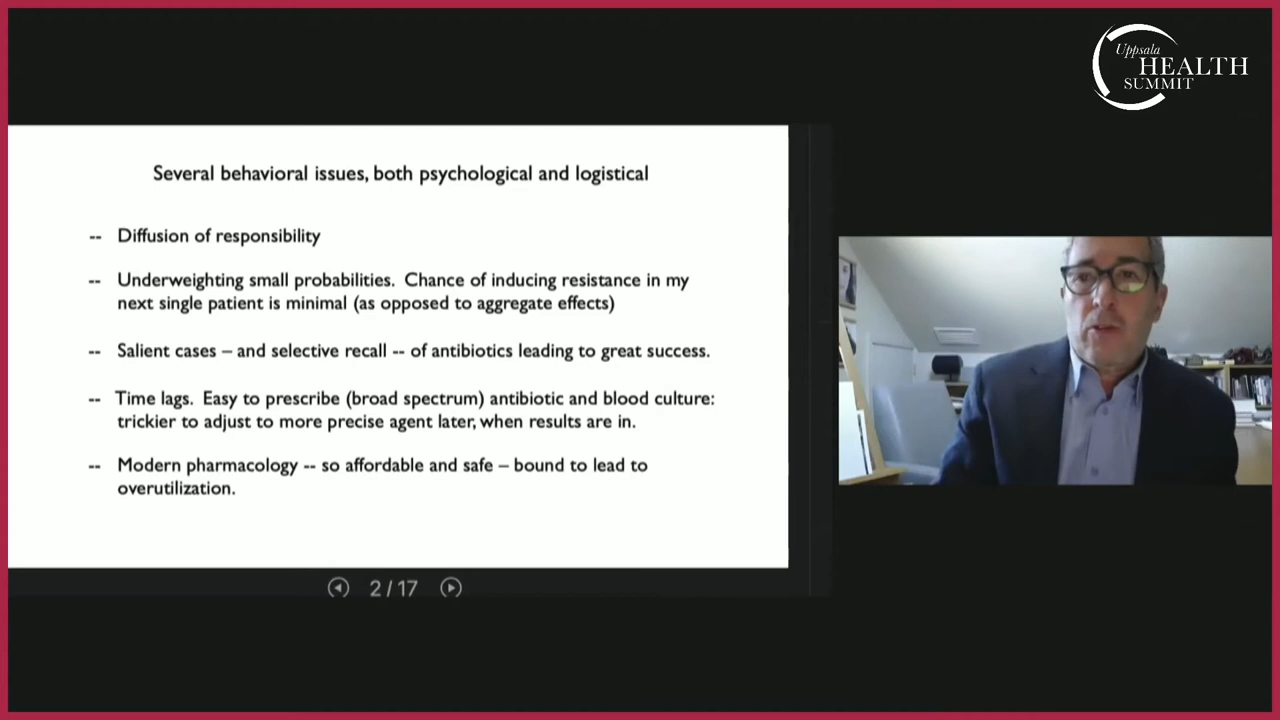 Uppsala
HEALTH
SUMMIT
Several behavioral issues, both psychological and logistical
-- Diffusion of responsibility
-- Underweighting small probabilities. Chance of inducing resistance in my
next single patient is minimal (as opposed to aggregate effects)
-- Salient cases – and selective recall -- of antibiotics leading to great success.
-- Time lags. Easy to prescribe (broad spectrum) antibiotic and blood culture:
trickier to adjust to more precise agent later, when results are in.
-- Modern pharmacology -- so affordable and safe – bound to lead to
overutilization.
2 / 17